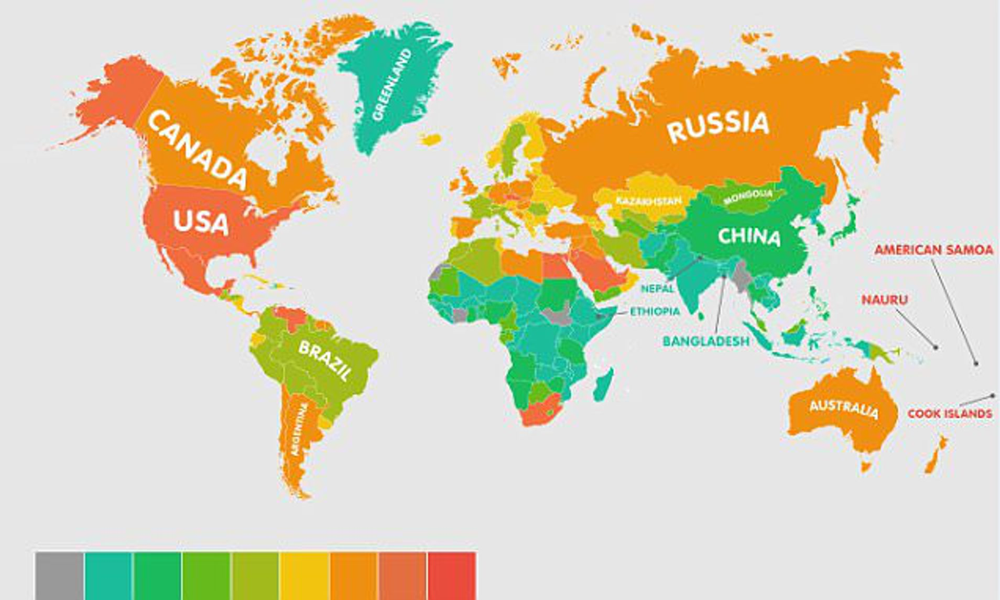 GREENLAND
CANADA
RUSSIA
USA
KAZAKHSTAN
MONGOLIA
CHINA
AMERICAN SAMOA
NEPAL
NAURU
ETHIOPIA
BANGLADESH
BRAZIL
AUSTRALIA
COOK ISLANDS
ARGENTINA